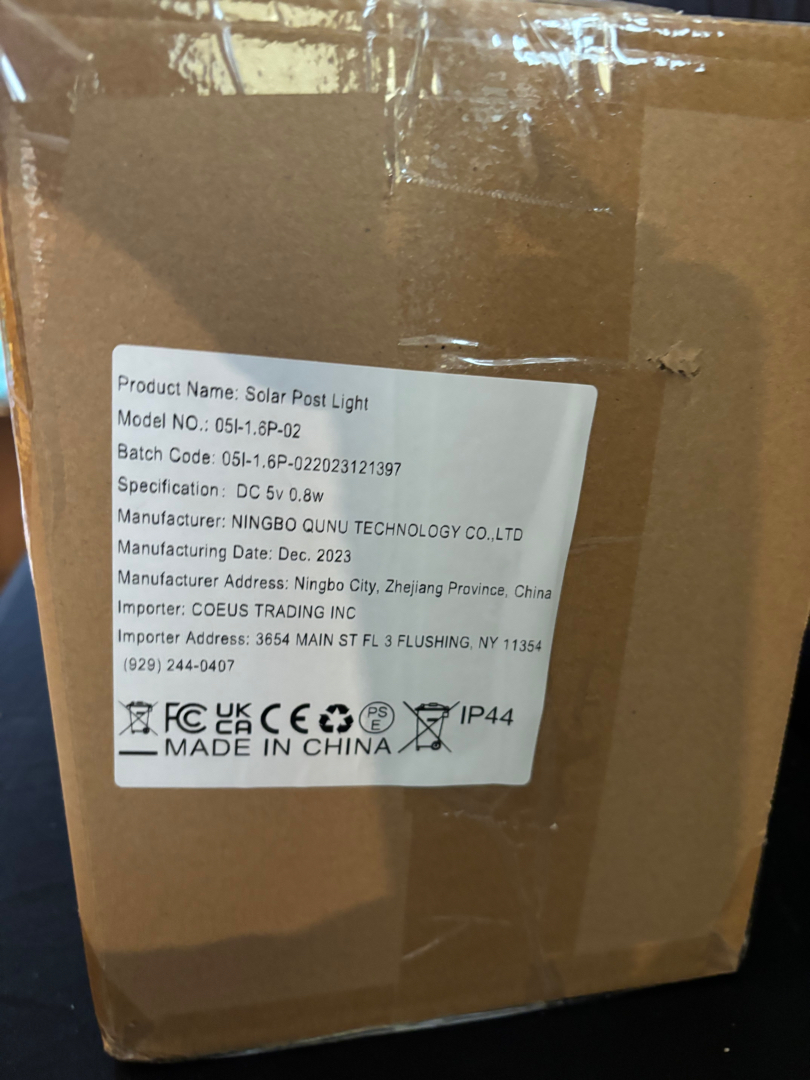 Product Name: Solar Post Light
Model NO.: 05I-1.6P-02
Batch Code: 05I-1.6P-022023121397
Specification: DC 5v 0.8w
Manufacturer: NINGBO QUNU TECHNOLOGY CO.,LTD
Manufacturing Date: Dec. 2023
Manufacturer Address: Ningbo City, Zhejiang Province, China
Importer: COEUS TRADING INC
Importer Address: 3654 MAIN ST FL 3 FLUSHING, NY 11354
(929) 244-0407
FC UK CA CE PS E IP44
MADE IN CHINA